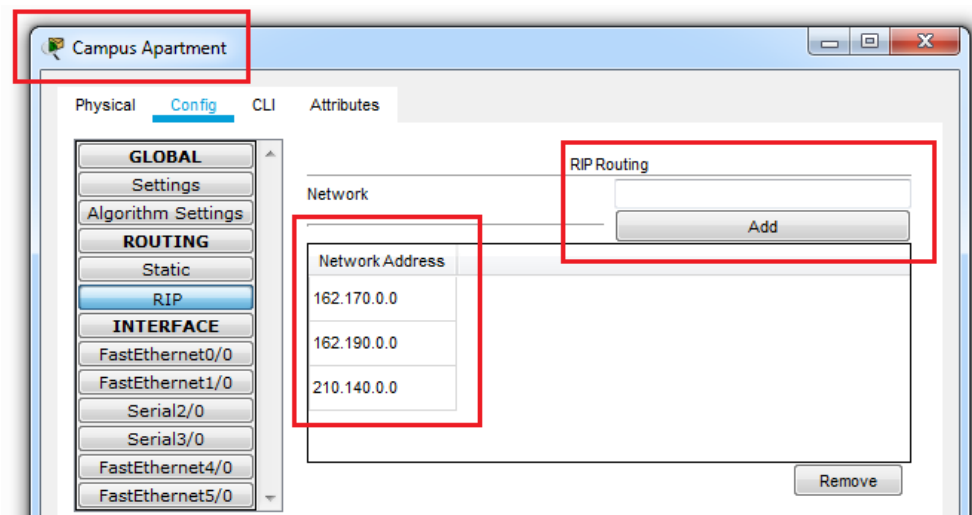 Campus Apartment
Physical Config CLI Attributes
GLOBAL
Settings
Algorithm Settings
ROUTING
Static
RIP
INTERFACE
FastEthernet0/0
FastEthernet1/0
Serial2/0
Serial3/0
FastEthernet4/0
FastEthernet5/0
RIP Routing
Network
Add
Network Address
162.170.0.0
162.190.0.0
210.140.0.0
Remove